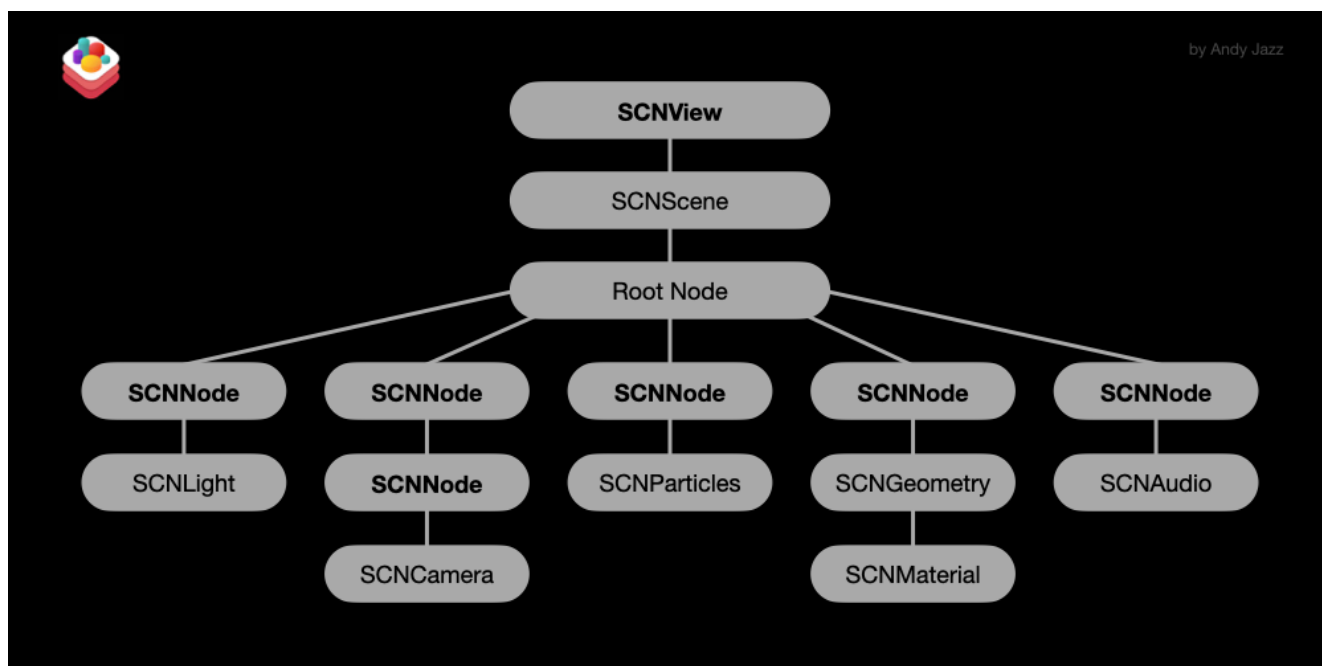 by Andy Jazz
SCNView
SCNScene
Root Node
SCNNode SCNNode SCNNode SCNNode SCNNode
SCNLight SCNNode SCNParticles SCNGeometry SCNAudio
SCNCamera SCNMaterial